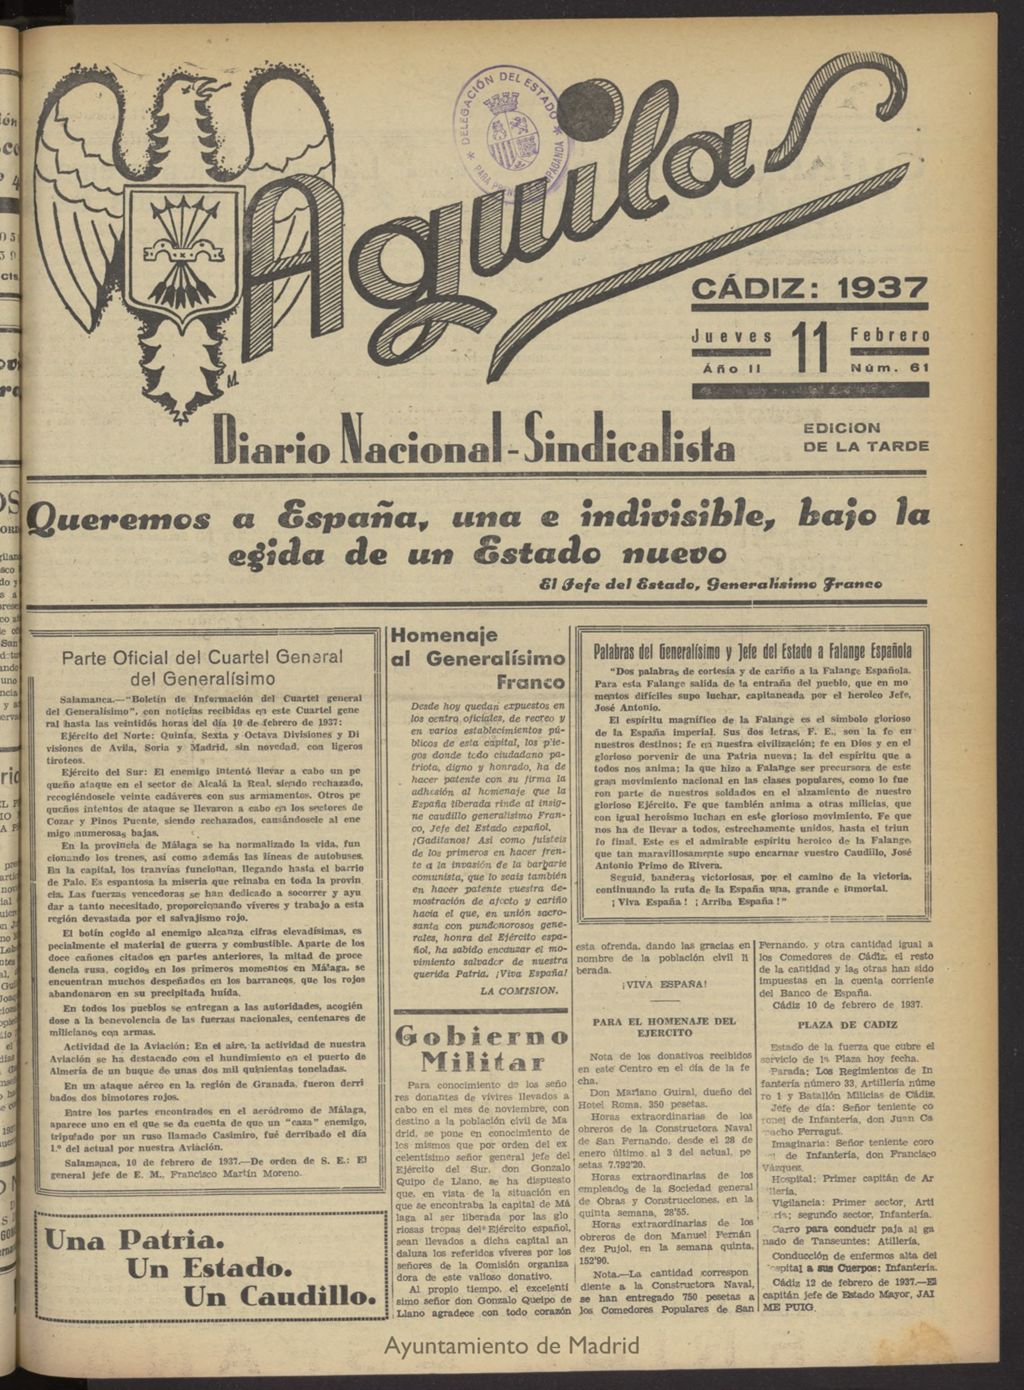 DELEGACIÓN DEL ESTADO
PARA PRENSA PROPAGANDA
Aguilas
CÁDIZ: 1937
Jueves 11 Febrero
Año II Núm. 61
Diario Nacional-Sindicalista
EDICION
DE LA TARDE
Queremos a España, una e indivisible, bajo la
egida de un Estado nuevo
El Jefe del Estado, Generalísimo Franco
Parte Oficial del Cuartel General
del Generalísimo
Salamanca.—"Boletín de Información del Cuartel general
del Generalísimo", con noticias recibidas en este Cuartel gene
ral hasta las veintidós horas del día 10 de febrero de 1937:
Ejército del Norte: Quinta, Sexta y Octava Divisiones y Di
visiones de Avila, Soria y Madrid, sin novedad, con ligeros
tiroteos.
Ejército del Sur: El enemigo intentó llevar a cabo un pe
queño ataque en el sector de Alcalá la Real, siendo rechazado,
recogiéndosele veinte cadáveres con sus armamentos. Otros pe
queños intentos de ataque se llevaron a cabo en los sectores de
Cozar y Pinos Puente, siendo rechazados, causándosele al ene
migo numerosas bajas.
En la provincia de Málaga se ha normalizado la vida, fun
cionando los trenes, así como además las líneas de autobuses.
En la capital, los tranvías funcionan, llegando hasta el barrio
de Palo. Es espantosa la miseria que reinaba en toda la provin
cia. Las fuerzas vencedoras se han dedicado a socorrer y ayu
dar a tanto necesitado, proporcionando víveres y trabajo a esta
región devastada por el salvajismo rojo.
El botín cogido al enemigo alcanza cifras elevadísimas, es
pecialmente el material de guerra y combustible. Aparte de los
doce cañones citados en partes anteriores, la mitad de proce
dencia rusa, cogidos en los primeros momentos en Málaga, se
encuentran muchos despeñados en los barrancos, que los rojos
abandonaron en su precipitada huída.
En todos los pueblos se entregan a las autoridades, acogién
dose a la benevolencia de las fuerzas nacionales, centenares de
milicianos con armas.
Actividad de la Aviación: En el aire, la actividad de nuestra
Aviación se ha destacado con el hundimiento en el puerto de
Almería de un buque de unas dos mil quinientas toneladas.
En un ataque aéreo en la región de Granada, fueron derri
bados dos bimotores rojos.
Entre los partes encontrados en el aeródromo de Málaga,
aparece uno en el que se da cuenta de que un "caza" enemigo,
tripulado por un ruso llamado Casimiro, fué derribado el día
1.º del actual por nuestra Aviación.
Salamanca, 10 de febrero de 1937.—De orden de S. E.: El
general jefe de E. M., Francisco Martín Moreno.
Una Patria.
Un Estado.
Un Caudillo.
Homenaje
al Generalísimo
Franco
Desde hoy quedan expuestos en
los centro oficiales, de recreo y
en varios establecimientos pú-
blicos de esta capital, los plie-
gos donde todo ciudadano pa-
triota, digno y honrado, ha de
hacer patente con su firma la
adhesión al homenaje que la
España liberada rinde al insig-
ne caudillo generalísimo Fran-
co, Jefe del Estado español.
¡Gaditanos! Así como fuísteis
de los primeros en hacer fren-
te a la invasión de la barbarie
comunista, que lo seais también
en hacer patente vuestra de-
mostración de afecto y cariño
hacia el que, en unión sacro-
santa con pundonorosos gene-
rales, honra del Ejército espa-
ñol, ha sabido encauzar el mo-
vimiento salvador de nuestra
querida Patria. ¡Viva España!
LA COMISION.
Gobierno
Militar
Para conocimiento de los seño
res donantes de víveres llevados a
cabo en el mes de noviembre, con
destino a la población civil de Ma
drid, se pone en conocimiento de
los mismos que por orden del ex
celentísimo señor general jefe del
Ejército del Sur, don Gonzalo
Quipo de Llano, se ha dispuesto
que, en vista de la situación en
que se encontraba la capital de Má
laga al ser liberada por las glo
riosas tropas del Ejército español,
sean llevados a dicha capital an
daluza los referidos víveres por los
señores de la Comisión organiza
dora de este valioso donativo.
Al propio tiempo, el excelentí
simo señor don Gonzalo Queipo de
Llano agradece con todo corazón
Palabras del Generalísimo y Jefe del Estado a Falange Española
"Dos palabras de cortesía y de cariño a la Falange Española.
Para esta Falange salida de la entraña del pueblo, que en mo
mentos difíciles supo luchar, capitaneada por el heroico Jefe,
José Antonio.
El espíritu magnífico de la Falange es el símbolo glorioso
de la España imperial. Sus dos letras, F. E., son la fe en
nuestros destinos; fe en nuestra civilización; fe en Dios y en el
glorioso porvenir de una Patria nueva; la del espíritu que a
todos nos anima; la que hizo a Falange ser precursora de este
gran movimiento nacional en las clases populares, como lo fue
ron parte de nuestros soldados en el alzamiento de nuestro
glorioso Ejército. Fe que también anima a otras milicias, que
con igual heroísmo luchan en este glorioso movimiento. Fe que
nos ha de llevar a todos, estrechamente unidos, hasta el triun
fo final. Este es el admirable espíritu heroico de la Falange,
que tan maravillosamente supo encarnar vuestro Caudillo, José
Antonio Primo de Rivera.
Seguid, banderas victoriosas, por el camino de la victoria,
continuando la ruta de la España una, grande e inmortal.
¡Viva España! ¡Arriba España!"
esta ofrenda, dando las gracias en
nombre de la población civil li
berada.
¡VIVA ESPAÑA!
PARA EL HOMENAJE DEL
EJERCITO
Nota de los donativos recibidos
en este Centro en el día de la fe
cha.
Don Mariano Guiral, dueño del
Hotel Roma, 350 pesetas.
Horas extraordinarias de los
obreros de la Constructora Naval
de San Fernando, desde el 28 de
enero último al 3 del actual, pe
setas 7.792'20.
Horas extraordinarias de los
empleados de la Sociedad general
de Obras y Construcciones, en la
quinta semana, 28'55.
Horas extraordinarias de los
obreros de don Manuel Fernán
dez Pujol, en la semana quinta,
152'90.
Nota.—La cantidad correspon
diente a la Constructora Naval,
se han entregado 750 pesetas a
los Comedores Populares de San
Fernando, y otra cantidad igual a
los Comedores de Cádiz, el resto
de la cantidad y las otras han sido
impuestas en la cuenta corriente
del Banco de España.
Cádiz 10 de febrero de 1937.
PLAZA DE CADIZ
Estado de la fuerza que cubre el
servicio de la Plaza hoy fecha.
Parada: Los Regimientos de In
fantería número 33, Artillería núme
ro 1 y Batallón Milicias de Cádiz.
Jefe de día: Señor teniente co
ronel de Infantería, don Juan Ca
macho Ferragut.
Imaginaria: Señor teniente coro
de Infantería, don Francisco
Vázquez.
Hospital: Primer capitán de Ar
tillería.
Vigilancia: Primer sector, Arti
segundo sector, Infantería.
Carro para conducir paja al ga
nado de Tanseuntes: Atillería,
Conducción de enfermos alta del
Hospital a sus Cuerpos: Infantería.
Cádiz 12 de febrero de 1937.—El
capitán jefe de Estado Mayor, JAI
ME PUIG.
Ayuntamiento de Madrid